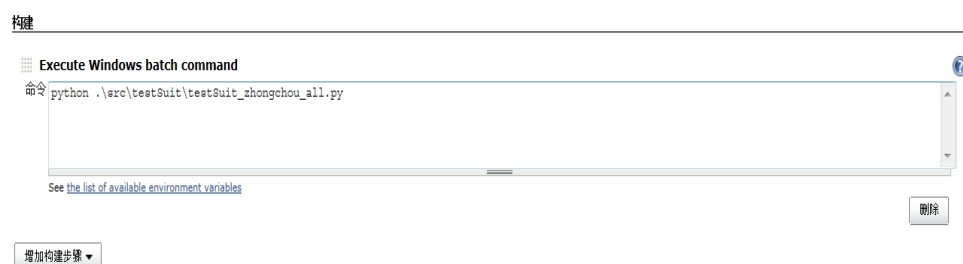 构建
Execute Windows batch command
命令
python .\src\testSuit\testSuit_zhongchou_all.py
See the list of available environment variables
删除
增加构建步骤